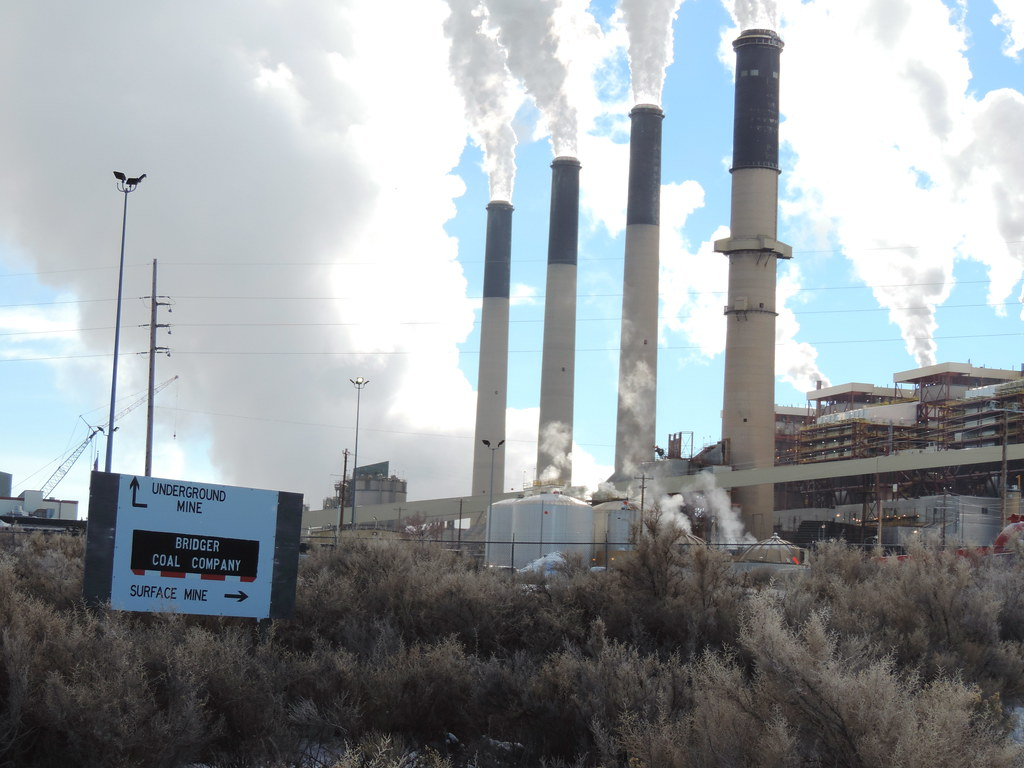 UNDERGROUND
MINE
BRIDGER
COAL COMPANY
SURFACE MINE